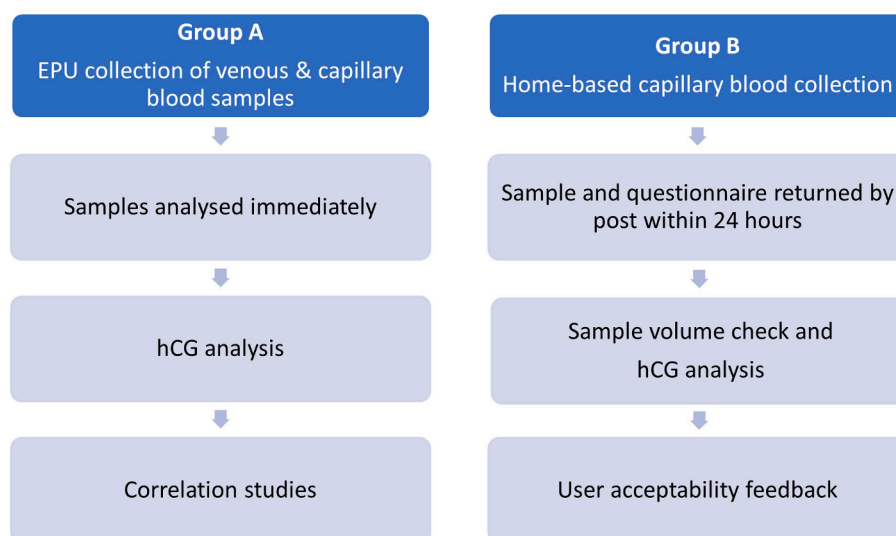 Group A
EPU collection of venous & capillary
blood samples
Samples analysed immediately
hCG analysis
Correlation studies
Group B
Home-based capillary blood collection
Sample and questionnaire returned by
post within 24 hours
Sample volume check and
hCG analysis
User acceptability feedback